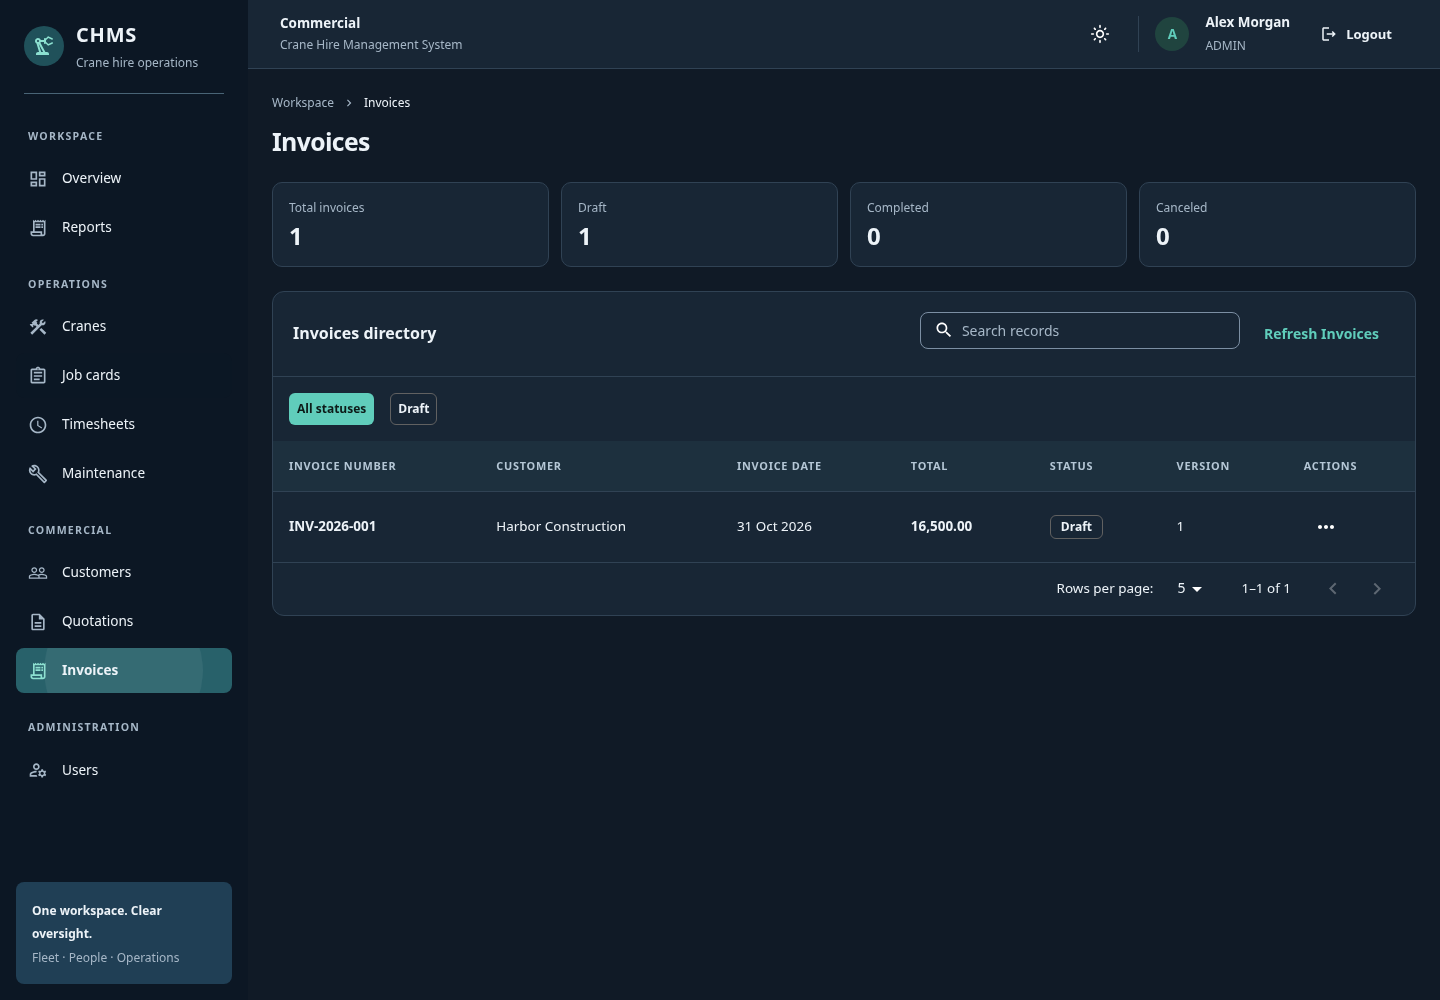 CHMS
Crane hire operations
WORKSPACE
Overview
Reports
OPERATIONS
Cranes
Job cards
Timesheets
Maintenance
COMMERCIAL
Customers
Quotations
Invoices
ADMINISTRATION
Users
One workspace. Clear
oversight.
Fleet · People · Operations
Commercial
Crane Hire Management System
A
Alex Morgan
ADMIN
Logout
Workspace > Invoices
Invoices
Total invoices
1
Draft
1
Completed
0
Canceled
0
Invoices directory
Search records
Refresh Invoices
All statuses
Draft
INVOICE NUMBER CUSTOMER INVOICE DATE TOTAL STATUS VERSION ACTIONS
INV-2026-001 Harbor Construction 31 Oct 2026 16,500.00 Draft 1
Rows per page: 5 1–1 of 1